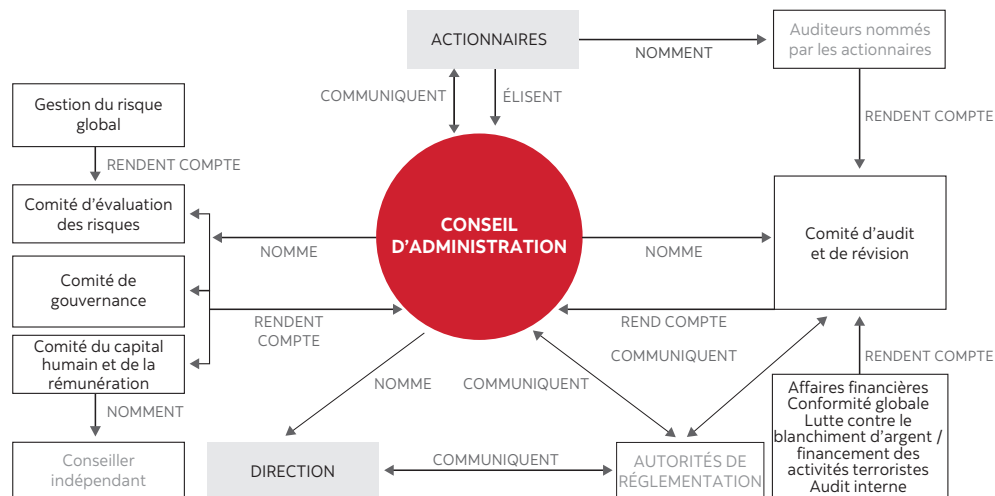 ACTIONNAIRES
NOMMENT
Auditeurs nommés
par les actionnaires
COMMUNIQUENT
ÉLISENT
RENDENT COMPTE
Gestion du risque
global
RENDENT COMPTE
Comité d'évaluation
des risques
NOMME
CONSEIL
D'ADMINISTRATION
NOMME
Comité d'audit
et de révision
Comité de
gouvernance
RENDENT
COMPTE
REND COMPTE
Comité du capital
humain et de la
rémunération
NOMME
COMMUNIQUENT
COMMUNIQUENT
RENDENT COMPTE
NOMMENT
Conseiller
indépendant
DIRECTION
COMMUNIQUENT
AUTORITÉS DE
RÉGLEMENTATION
Affaires financières
Conformité globale
Lutte contre le
blanchiment d'argent /
financement des
activités terroristes
Audit interne